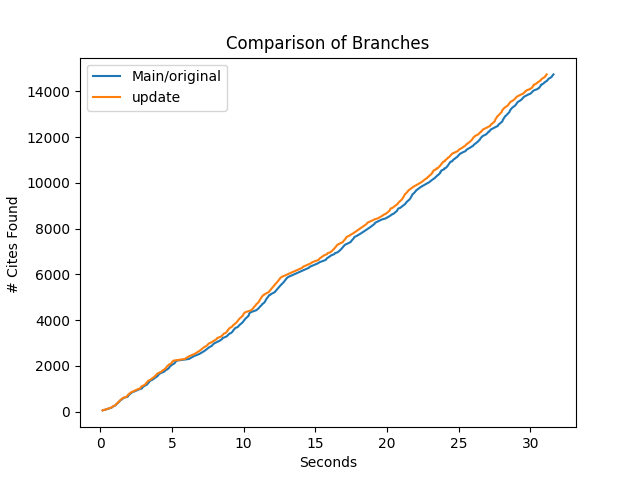 Comparison of Branches
Main/original
update
14000
12000
10000
8000
6000
4000
2000
0
# Cites Found
0 5 10 15 20 25 30
Seconds